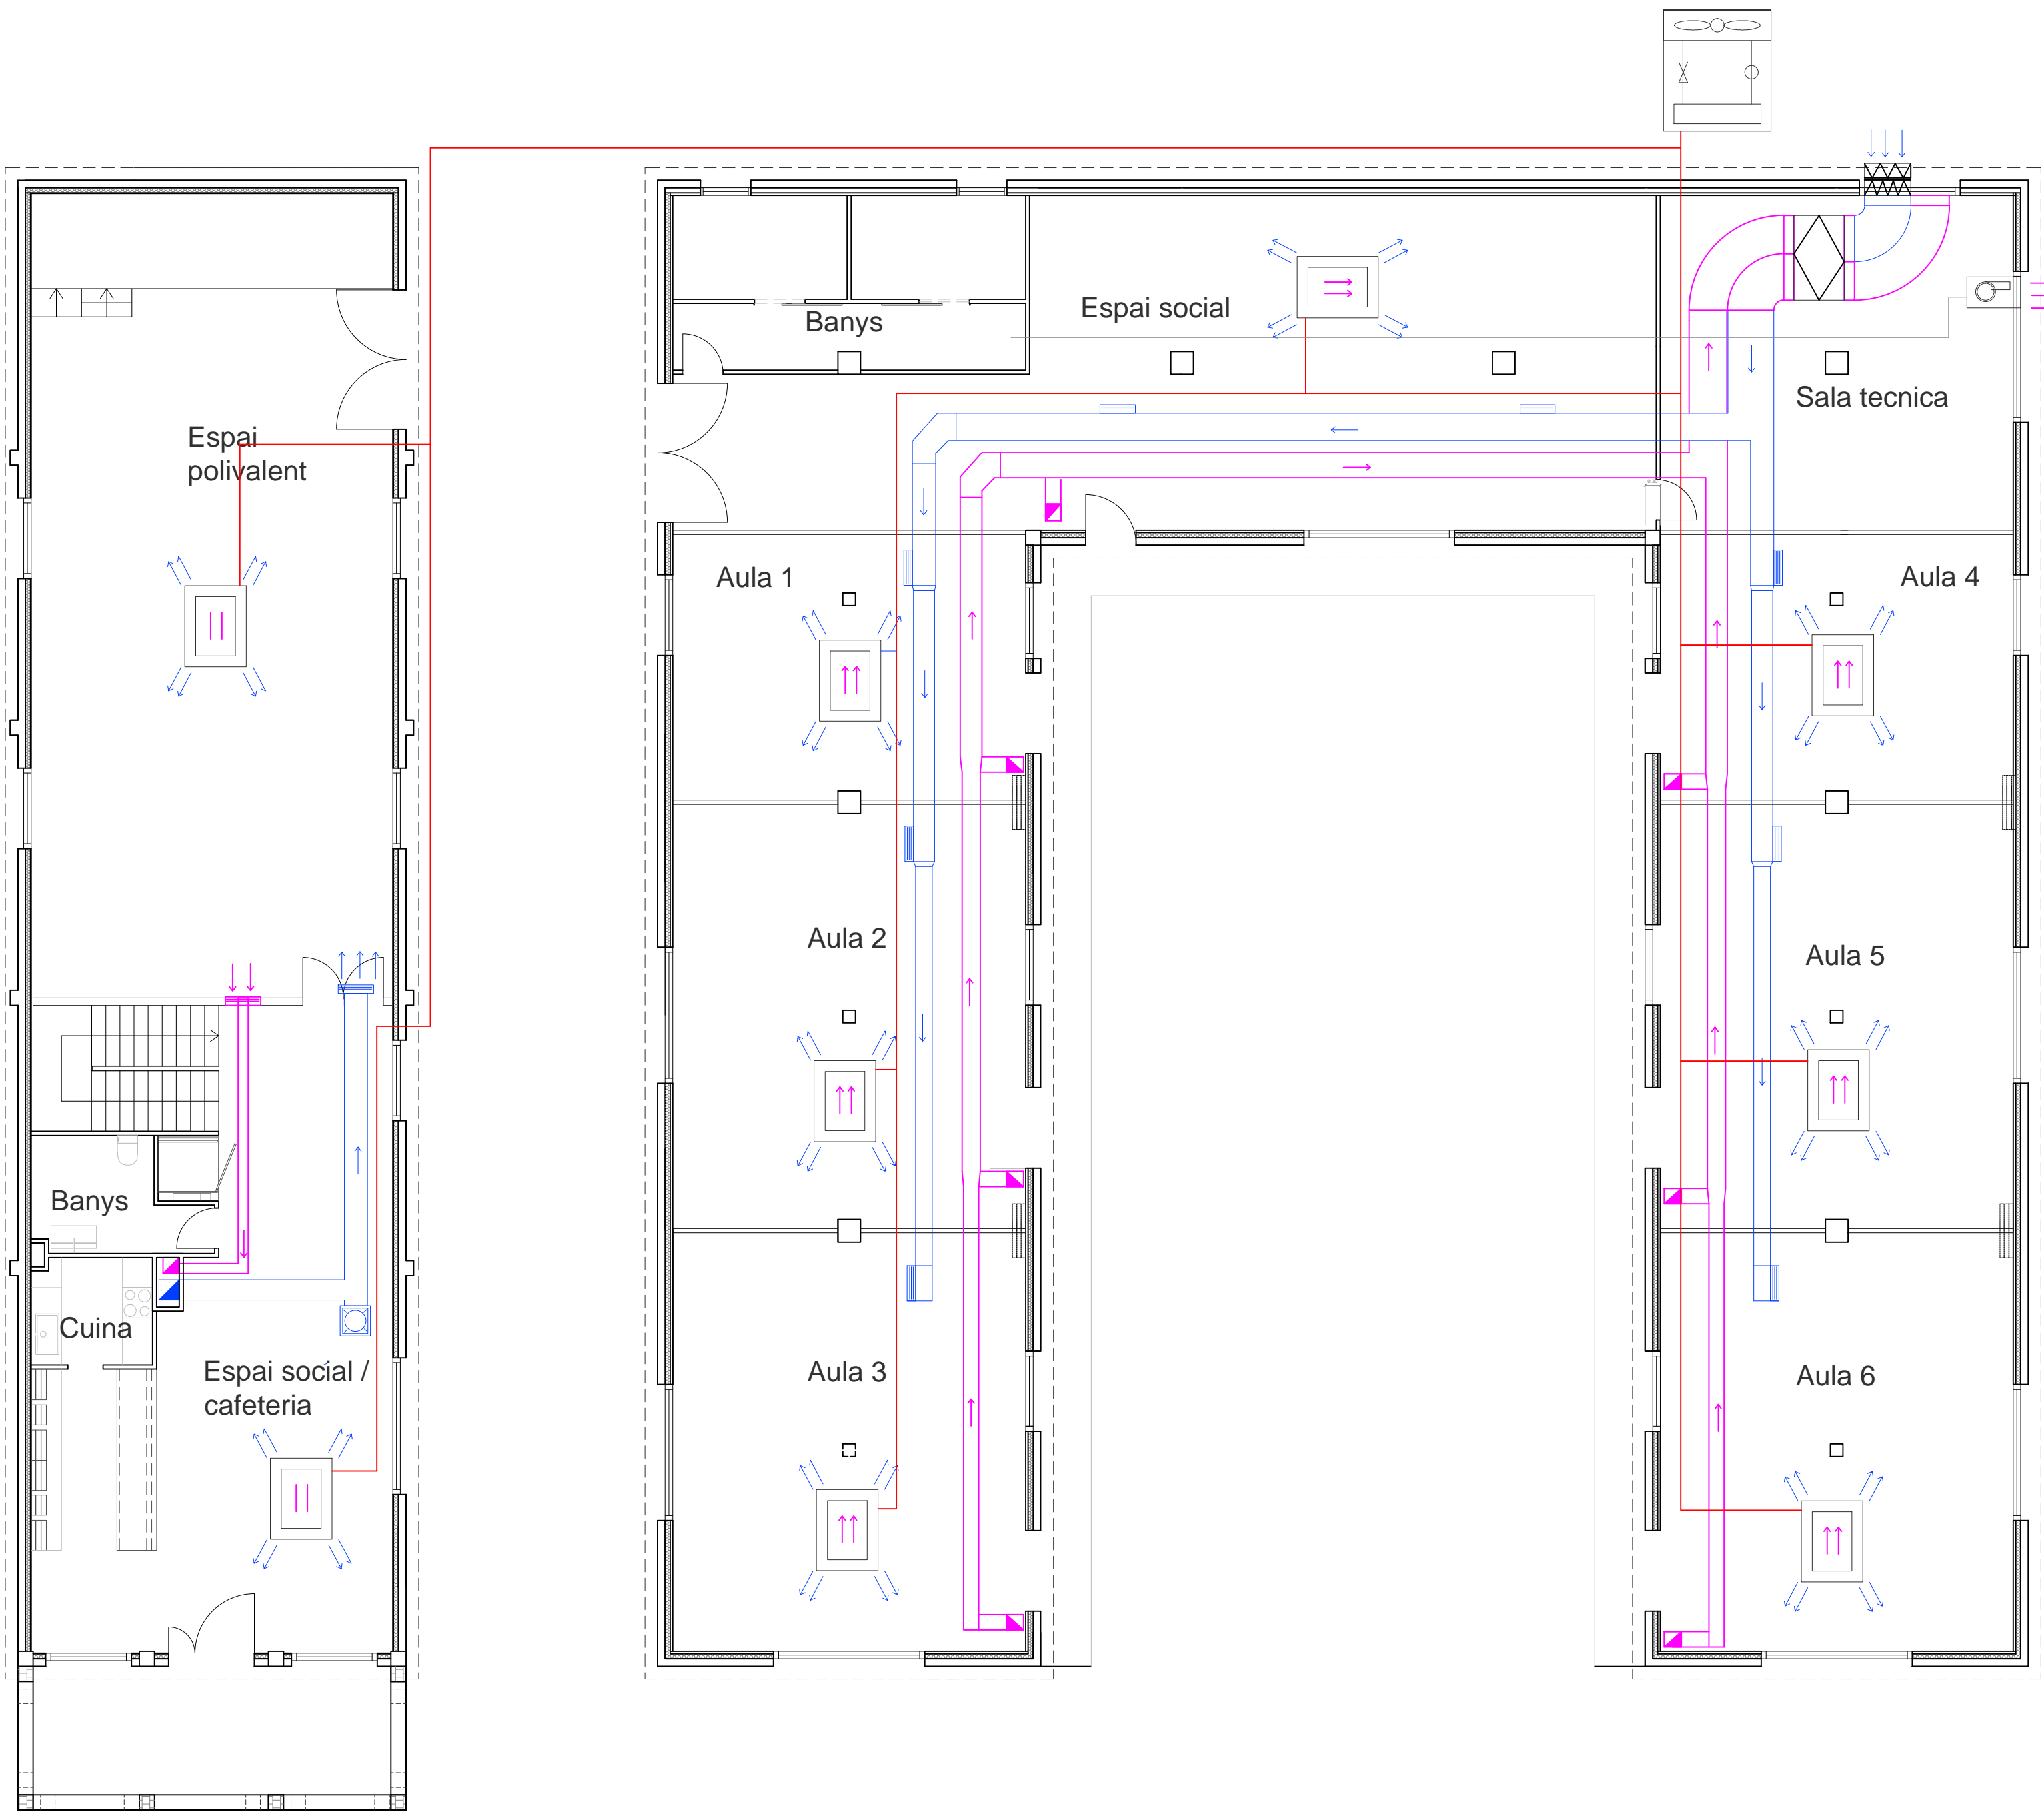 Espai
polivalent
Banys
Cuina
Espai social /
cafeteria
Banys
Espai social
Sala tecnica
Aula 1
Aula 2
Aula 3
Aula 4
Aula 5
Aula 6